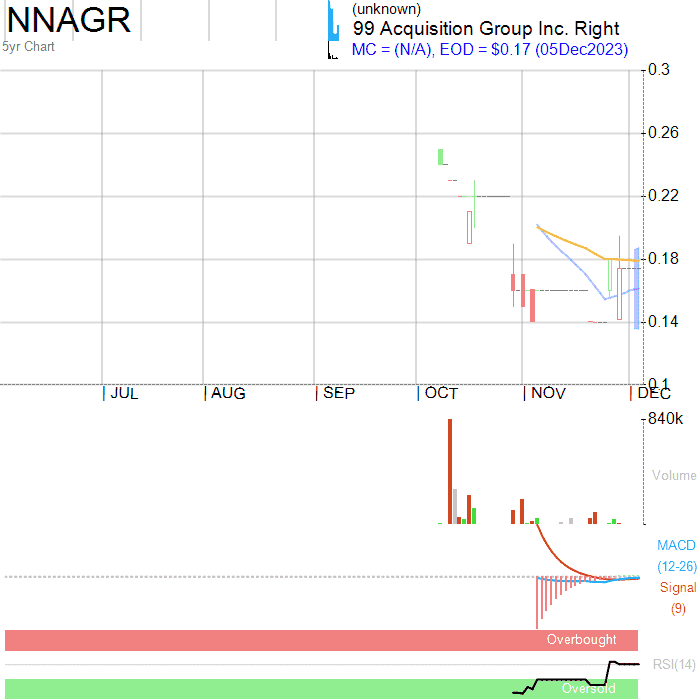 NNAGR
5yr Chart
(unknown)
99 Acquisition Group Inc. Right
MC = (N/A), EOD = $0.17 (05Dec2023)
0.3
0.26
0.22
0.18
0.14
0.1
JUL AUG SEP OCT NOV DEC
840k
Volume
MACD
(12-26)
Signal
(9)
Overbought
RSI(14)
Oversold